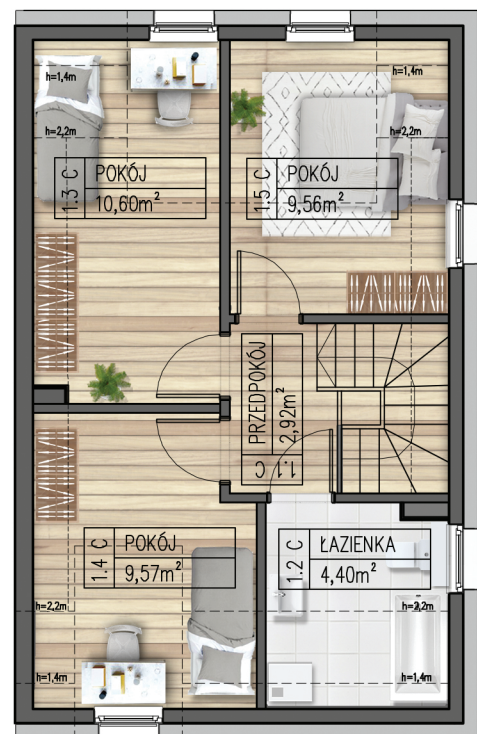 h=1,4m
h=2,2m
1.3 C
POKÓJ
10,60m²
h=1,4m
h=2,2m
1.5 C
POKÓJ
9,56m²
1.1 C
PRZEDPOKÓJ
2,92m²
1.4 C
POKÓJ
9,57m²
1.2 C
ŁAZIENKA
4,40m²
h=2,2m
h=1,4m
h=2,2m
h=1,4m